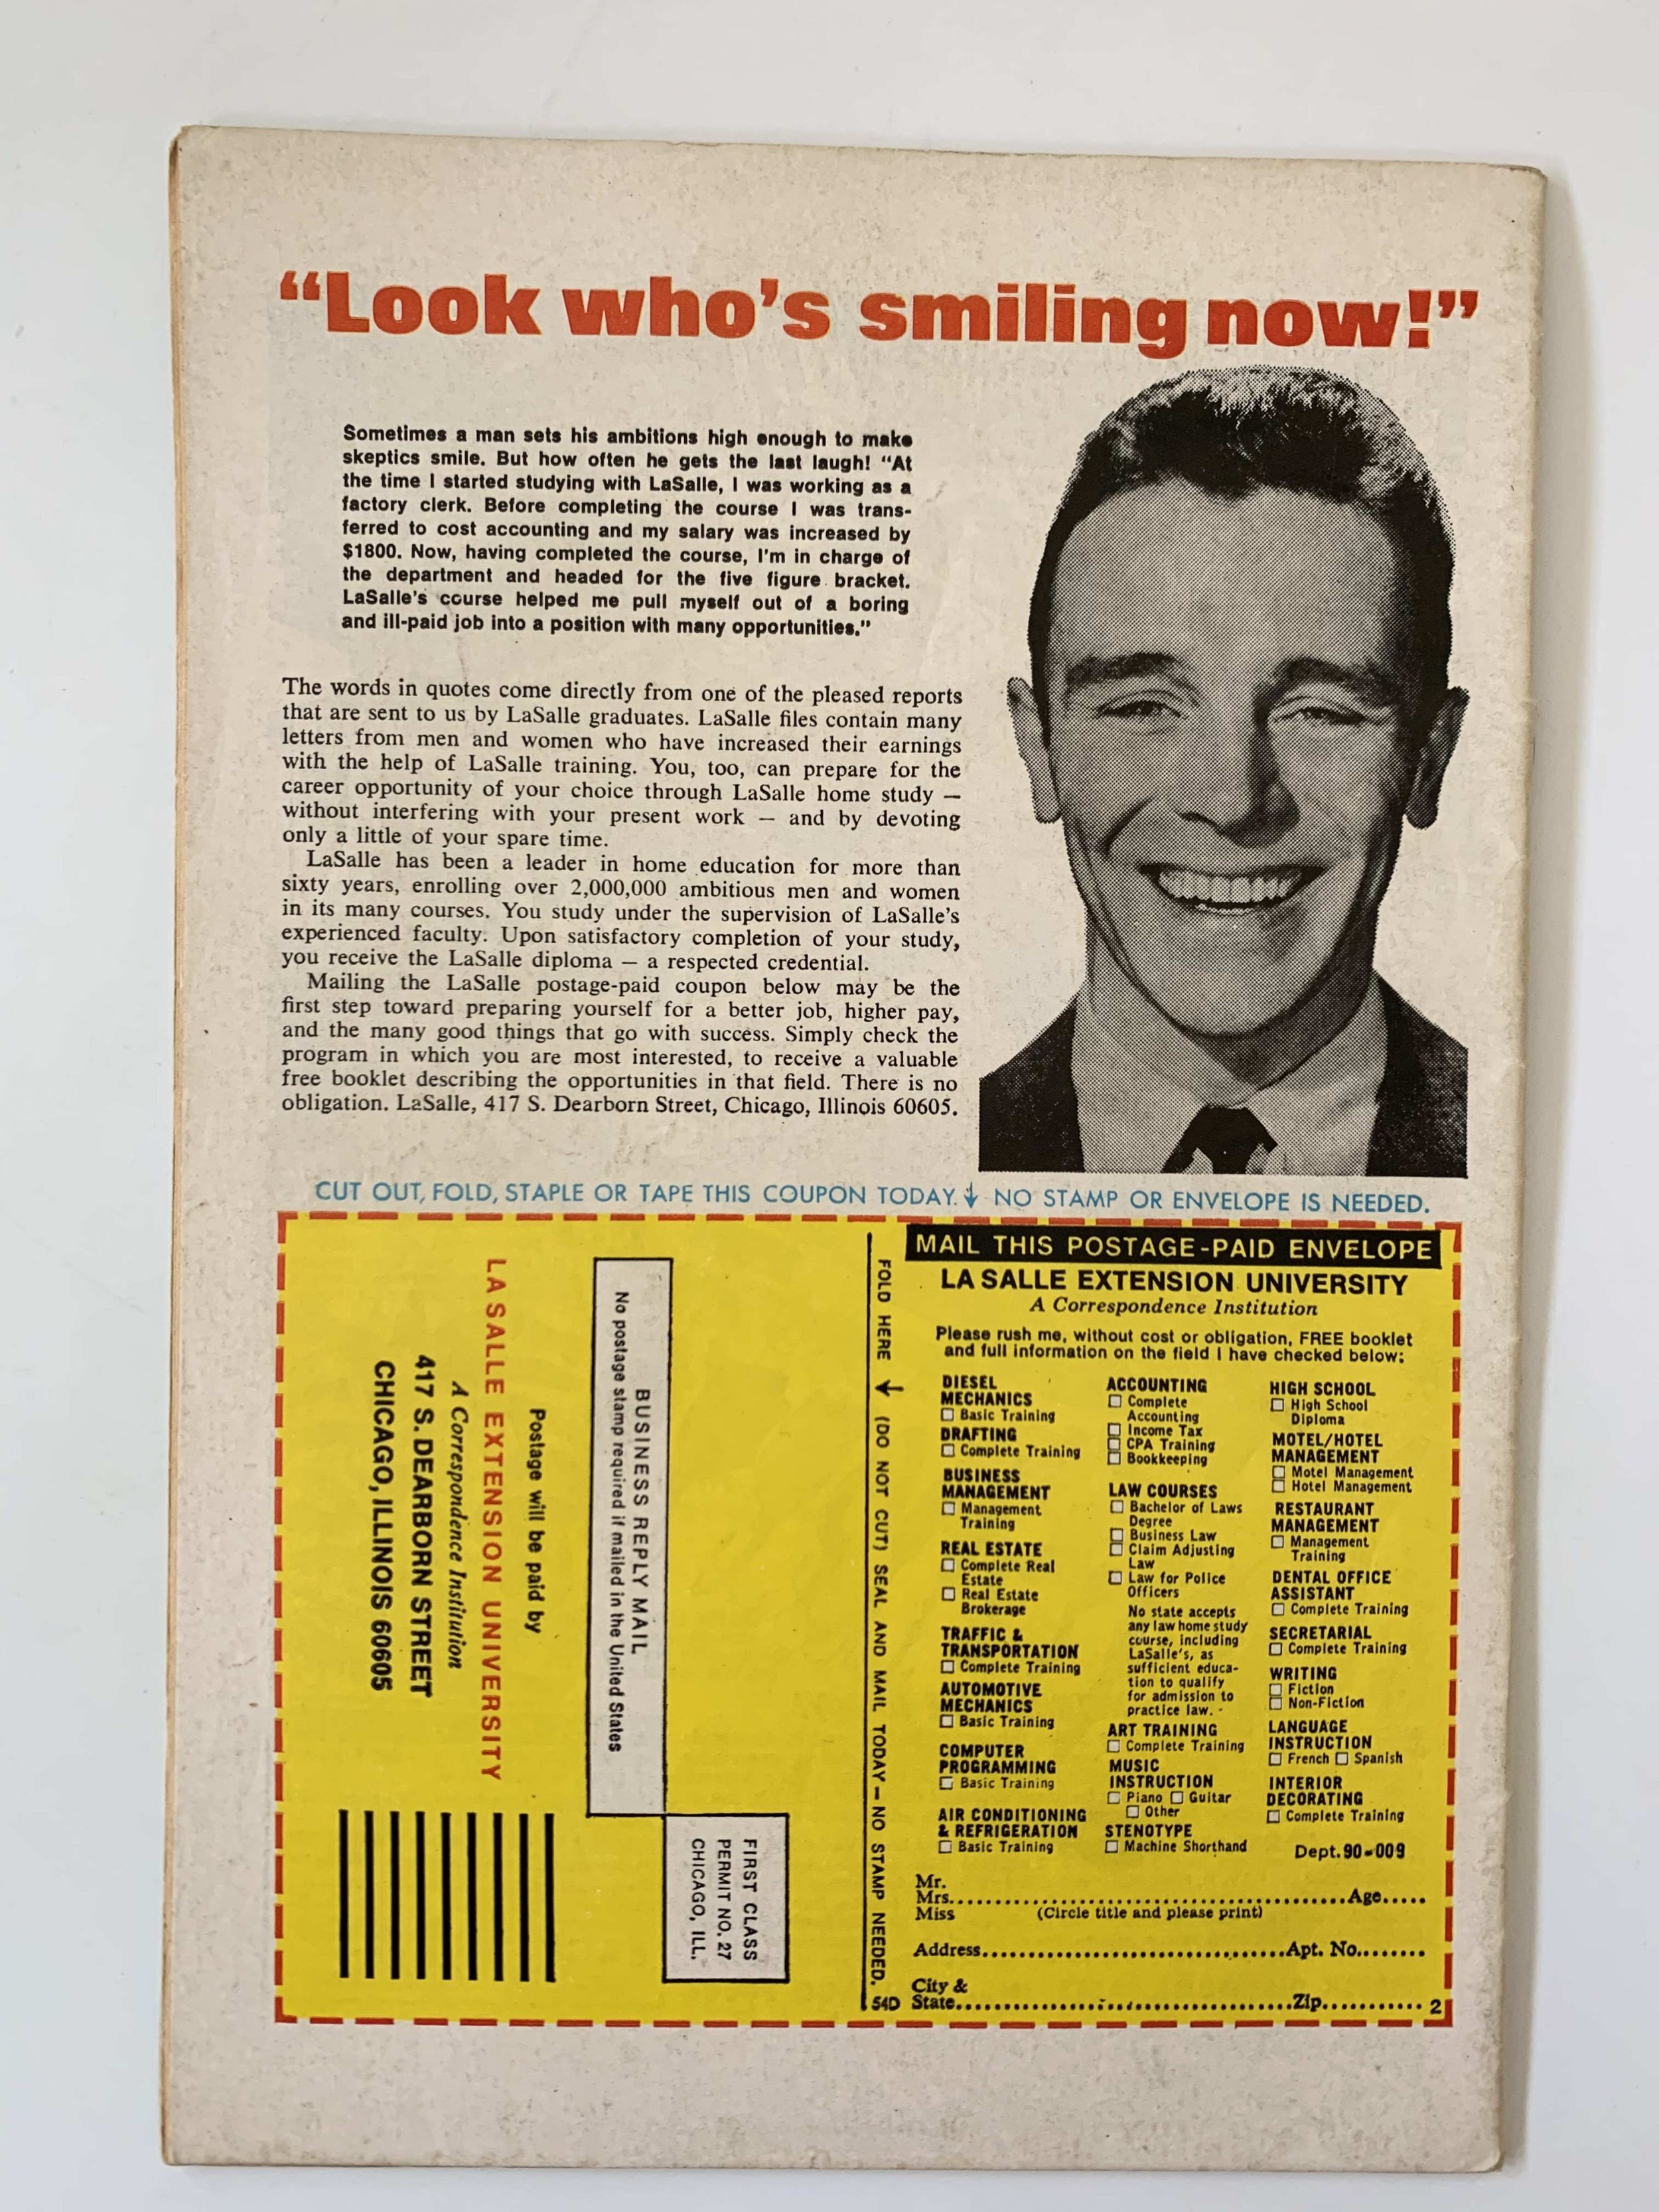 “Look who’s smiling now!”
Sometimes a man sets his ambitions high enough to make
skeptics smile. But how often he gets the last laugh! “At
the time I started studying with LaSalle, I was working as a
factory clerk. Before completing the course I was trans-
ferred to cost accounting and my salary was increased by
$1800. Now, having completed the course, I'm in charge of
the department and headed for the five figure bracket.
LaSalle's course helped me pull myself out of a boring
and ill-paid job into a position with many opportunities.”
The words in quotes come directly from one of the pleased reports
that are sent to us by LaSalle graduates. LaSalle files contain many
letters from men and women who have increased their earnings
with the help of LaSalle training. You, too, can prepare for the
career opportunity of your choice through LaSalle home study —
without interfering with your present work — and by devoting
only a little of your spare time.
LaSalle has been a leader in home education for more than
sixty years, enrolling over 2,000,000 ambitious men and women
in its many courses. You study under the supervision of LaSalle's
experienced faculty. Upon satisfactory completion of your study,
you receive the LaSalle diploma — a respected credential.
Mailing the LaSalle postage-paid coupon below may be the
first step toward preparing yourself for a better job, higher pay,
and the many good things that go with success. Simply check the
program in which you are most interested, to receive a valuable
free booklet describing the opportunities in that field. There is no
obligation. LaSalle, 417 S. Dearborn Street, Chicago, Illinois 60605.
CUT OUT, FOLD, STAPLE OR TAPE THIS COUPON TODAY. ↓ NO STAMP OR ENVELOPE IS NEEDED.
FIRST CLASS
PERMIT NO. 27
CHICAGO, ILL.
BUSINESS REPLY MAIL
No postage stamp required if mailed in the United States
Postage will be paid by
LA SALLE EXTENSION UNIVERSITY
A Correspondence Institution
417 S. DEARBORN STREET
CHICAGO, ILLINOIS 60605
FOLD HERE → (DO NOT CUT) SEAL AND MAIL TODAY — NO STAMP NEEDED.
54D
MAIL THIS POSTAGE-PAID ENVELOPE
LA SALLE EXTENSION UNIVERSITY
A Correspondence Institution
Please rush me, without cost or obligation, FREE booklet
and full information on the field I have checked below:
DIESEL
MECHANICS
☐ Basic Training
DRAFTING
☐ Complete Training
BUSINESS
MANAGEMENT
☐ Management
Training
REAL ESTATE
☐ Complete Real
Estate
☐ Real Estate
Brokerage
TRAFFIC &
TRANSPORTATION
☐ Complete Training
AUTOMOTIVE
MECHANICS
☐ Basic Training
COMPUTER
PROGRAMMING
☐ Basic Training
AIR CONDITIONING
& REFRIGERATION
☐ Basic Training
ACCOUNTING
☐ Complete
Accounting
☐ Income Tax
☐ CPA Training
☐ Bookkeeping
LAW COURSES
☐ Bachelor of Laws
Degree
☐ Business Law
☐ Claim Adjusting
Law
☐ Law for Police
Officers
No state accepts
any law home study
course, including
LaSalle's, as
sufficient educa-
tion to qualify
for admission to
practice law.
ART TRAINING
☐ Complete Training
MUSIC
INSTRUCTION
☐ Piano ☐ Guitar
☐ Other
STENOTYPE
☐ Machine Shorthand
HIGH SCHOOL
☐ High School
Diploma
MOTEL/HOTEL
MANAGEMENT
☐ Motel Management
☐ Hotel Management
RESTAURANT
MANAGEMENT
☐ Management
Training
DENTAL OFFICE
ASSISTANT
☐ Complete Training
SECRETARIAL
☐ Complete Training
WRITING
☐ Fiction
☐ Non-Fiction
LANGUAGE
INSTRUCTION
☐ French ☐ Spanish
INTERIOR
DECORATING
☐ Complete Training
Dept. 90-009
Mr.
Mrs. ........ Age.....
Miss (Circle title and please print)
Address........ Apt. No........
City &
State........ Zip........ 2